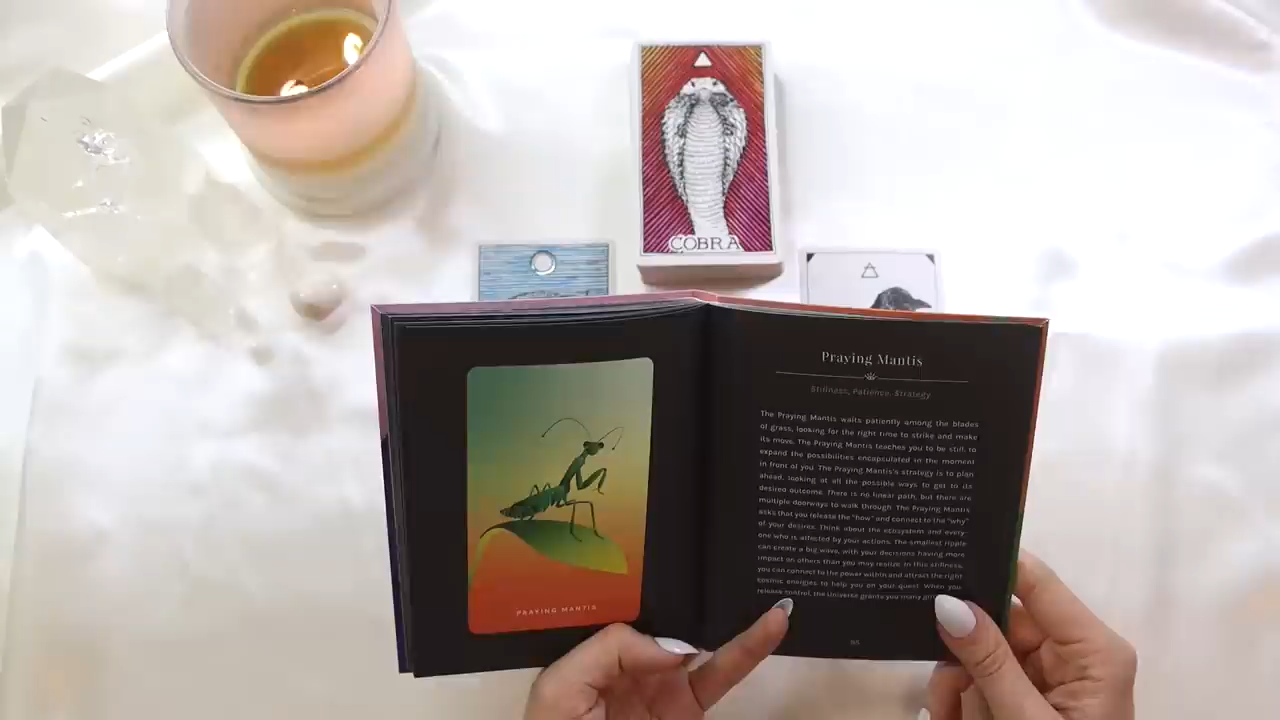 COBRA
PRAYING MANTIS
Praying Mantis
Stillness, Patience, Strategy
The Praying Mantis waits patiently among the blades
of grass, looking for the right time to strike and make
its move. The Praying Mantis teaches you to be still, to
expand the possibilities encapsulated in the moment
in front of you. The Praying Mantis's strategy is to plan
ahead, looking at all the possible ways to get to its
desired outcome. There is no linear path, but there are
multiple doorways to walk through. The Praying Mantis
asks that you release the "how" and connect to the "why"
of your desires. Think about the ecosystem and every-
one who is affected by your actions. The smallest ripple
can create a big wave, with your decisions having more
impact on others than you may realize. In this stillness,
you can connect to the power within and attract the right
cosmic energies to help you on your quest. When you
release control, the Universe grants you many